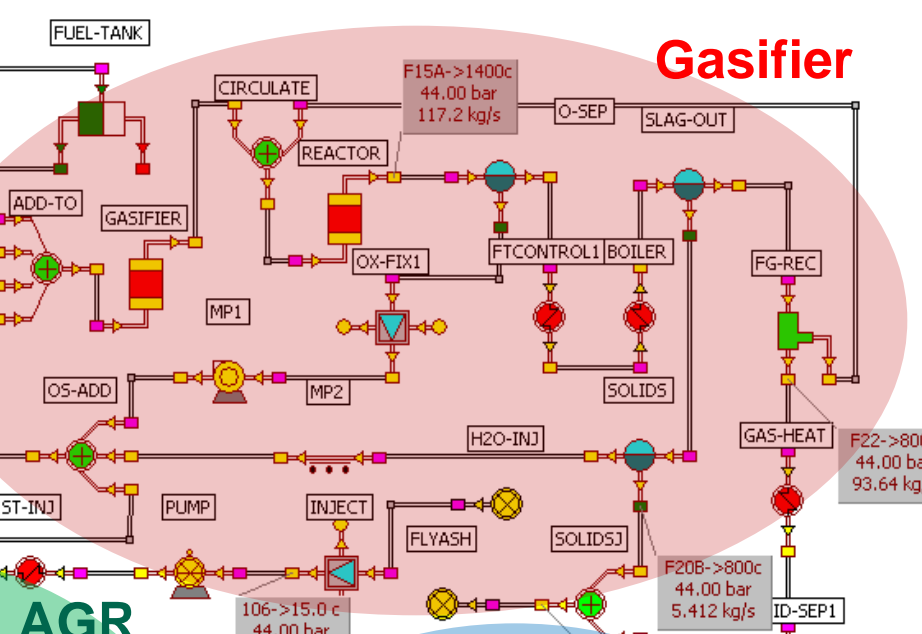 FUEL-TANK
Gasifier
CIRCULATE
F15A->1400c
44.00 bar
117.2 kg/s
O-SEP
SLAG-OUT
REACTOR
ADD-TO
GASIFIER
OX-FIX1
FTCONTROL1
BOILER
FG-REC
MP1
OS-ADD
MP2
SOLIDS
H2O-INJ
GAS-HEAT
F22->800
44.00 ba
93.64 kg
ST-INJ
PUMP
INJECT
FLYASH
SOLIDSJ
F20B->800c
44.00 bar
5.412 kg/s
106->15.0 c
44.00 bar
ID-SEP1
AGR